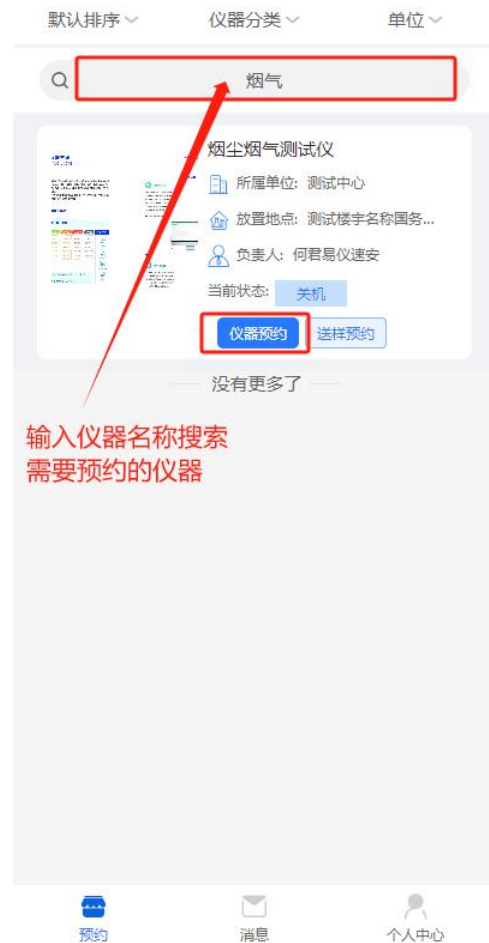 默认排序 仪器分类 单位
烟气
烟尘烟气测试仪
所属单位: 测试中心
放置地点: 测试楼宇名称国务...
负责人: 何君易仪速安
当前状态: 关机
仪器预约 送样预约
没有更多了
输入仪器名称搜索
需要预约的仪器
预约 消息 个人中心